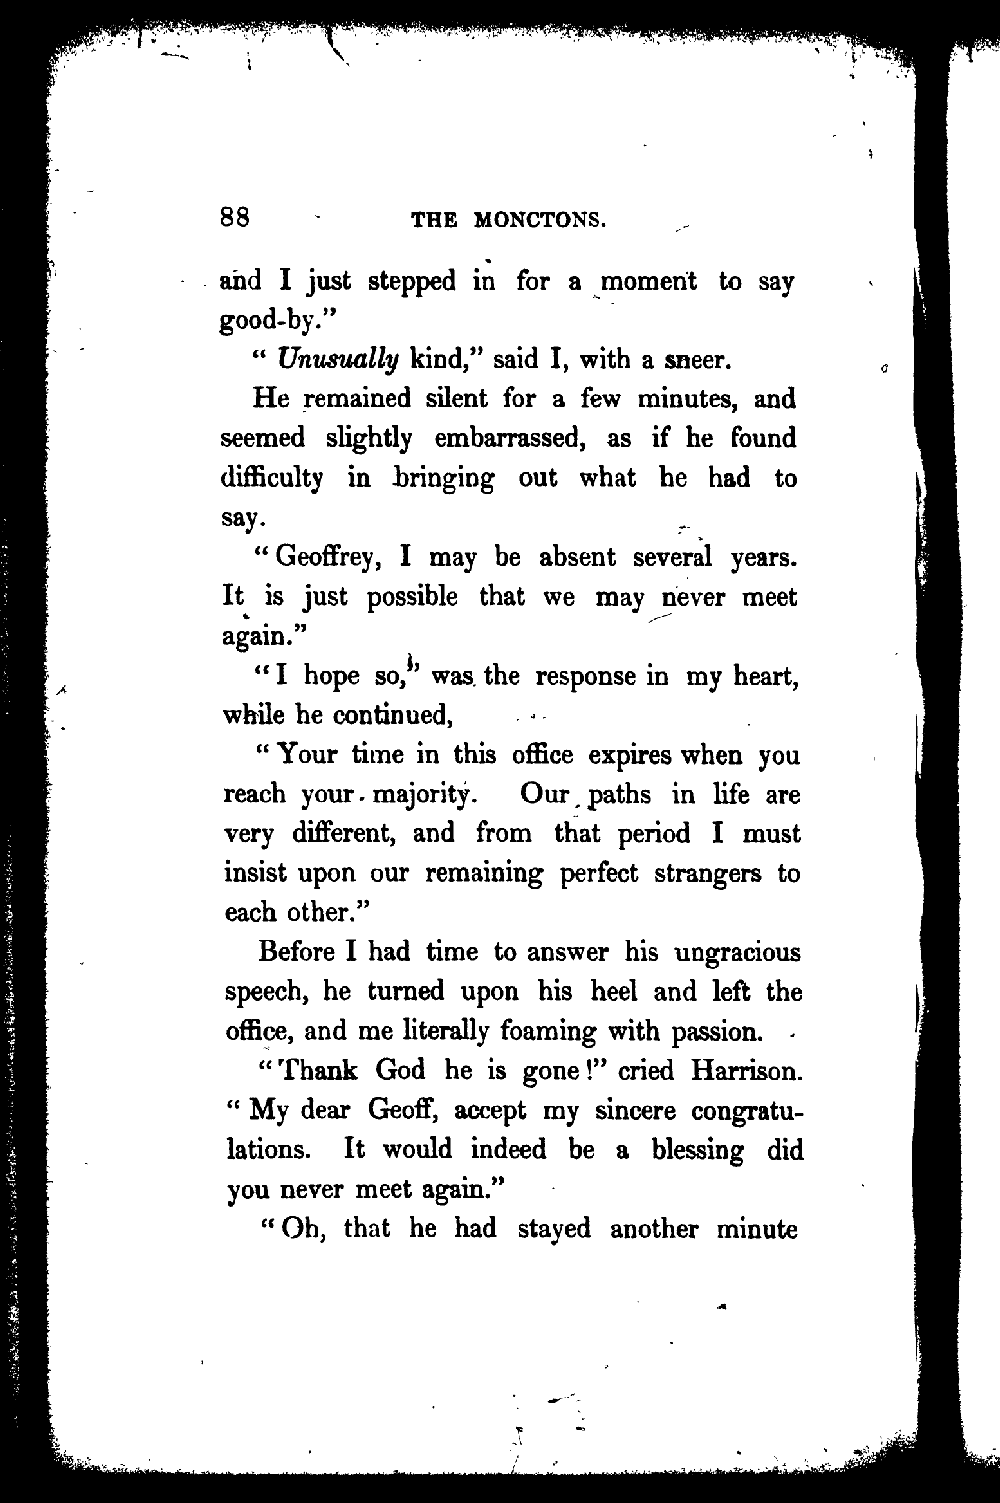 88 THE MONCTONS.
and I just stepped in for a moment to say
good-by.”
“ Unusually kind,” said I, with a sneer.
He remained silent for a few minutes, and
seemed slightly embarrassed, as if he found
difficulty in bringing out what he had to
say.
“ Geoffrey, I may be absent several years.
It is just possible that we may never meet
again.”
“ I hope so,” was the response in my heart,
while he continued,
“ Your time in this office expires when you
reach your majority. Our paths in life are
very different, and from that period I must
insist upon our remaining perfect strangers to
each other.”
Before I had time to answer his ungracious
speech, he turned upon his heel and left the
office, and me literally foaming with passion.
“ Thank God he is gone !” cried Harrison.
“ My dear Geoff, accept my sincere congratu-
lations. It would indeed be a blessing did
you never meet again.”
“ Oh, that he had stayed another minute